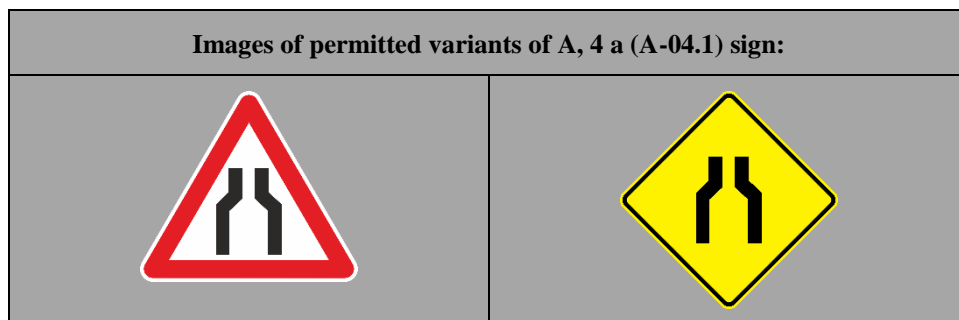 Images of permitted variants of A, 4 a (A-04.1) sign: